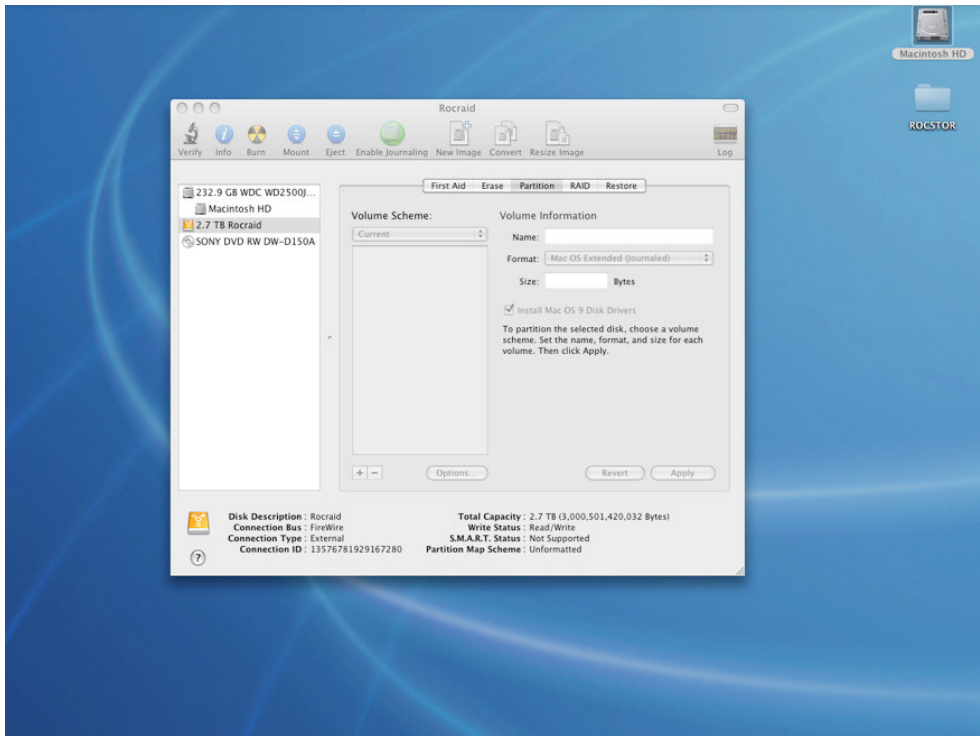 Macintosh HD
ROCSTOR
Rocraid
Verify Info Burn Mount Eject Enable Journaling New Image Convert Resize Image Log
232.9 GB WDC WD2500J...
Macintosh HD
2.7 TB Rocraid
SONY DVD RW DW-D150A
First Aid Erase Partition RAID Restore
Volume Scheme:
Current
Volume Information
Name:
Format: Mac OS Extended (Journaled)
Size: Bytes
Install Mac OS 9 Disk Drivers
To partition the selected disk, choose a volume
scheme. Set the name, format, and size for each
volume. Then click Apply.
+ - Options... Revert Apply
Disk Description : Rocraid
Connection Bus : FireWire
Connection Type : External
Connection ID : 13576781929167280
Total Capacity : 2.7 TB (3,000,501,420,032 Bytes)
Write Status : Read/Write
S.M.A.R.T. Status : Not Supported
Partition Map Scheme : Unformatted
?